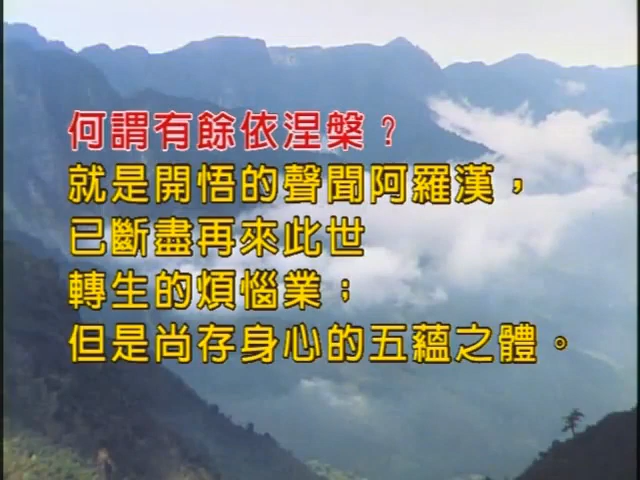 何謂有餘依涅槃？
就是開悟的聲聞阿羅漢，
已斷盡再來此世
轉生的煩惱業；
但是尚存身心的五蘊之體。